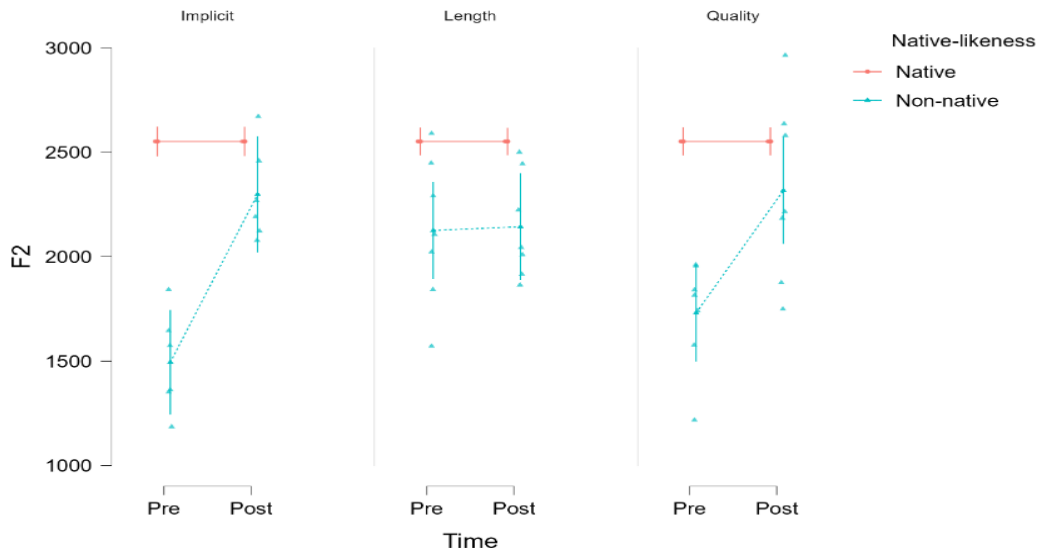 Implicit Length Quality
Native-likeness
Native
Non-native
F2
3000
2500
2000
1500
1000
Pre Post Pre Post Pre Post
Time